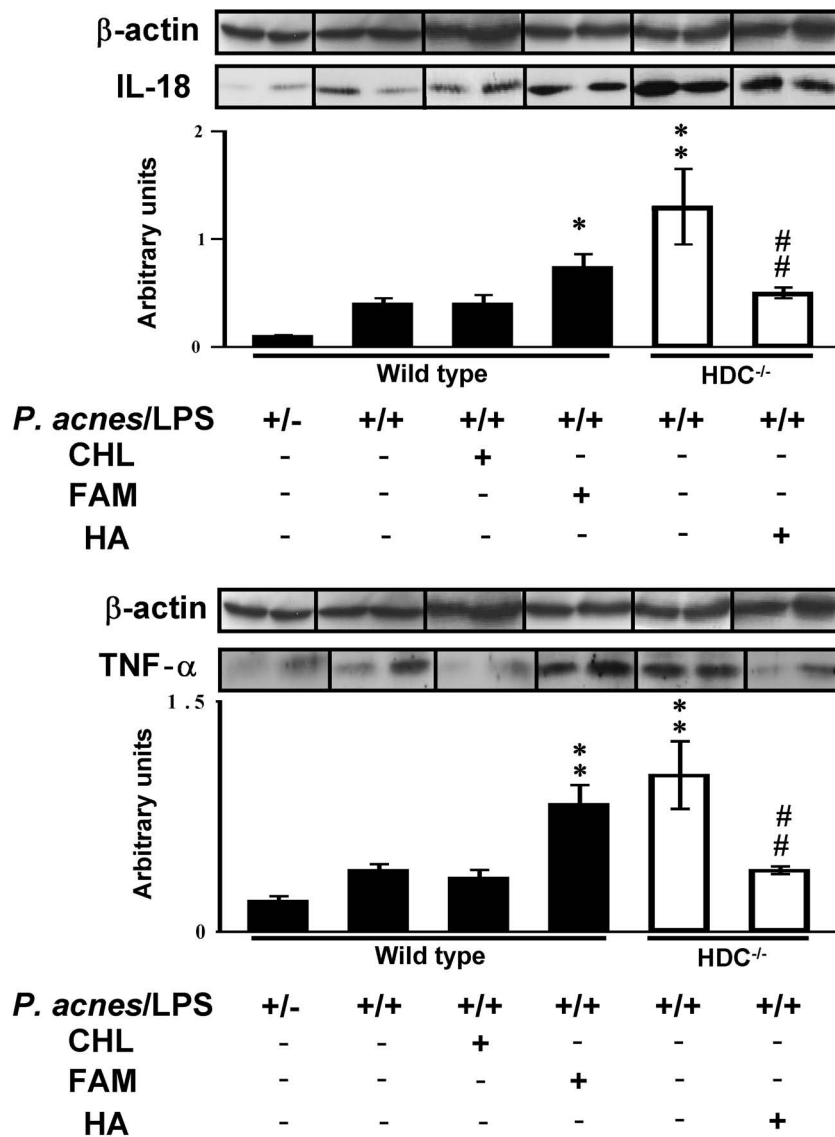 β-actin
IL-18
2
* *
Arbitrary units
1
*
# #
0
Wild type HDC-/-
P. acnes/LPS +/- +/+ +/+ +/+ +/+ +/+
CHL - - + - - -
FAM - - - + - -
HA - - - - - +
β-actin
TNF-α
1.5
* *
* *
Arbitrary units
# #
0
Wild type HDC-/-
P. acnes/LPS +/- +/+ +/+ +/+ +/+ +/+
CHL - - + - - -
FAM - - - + - -
HA - - - - - +